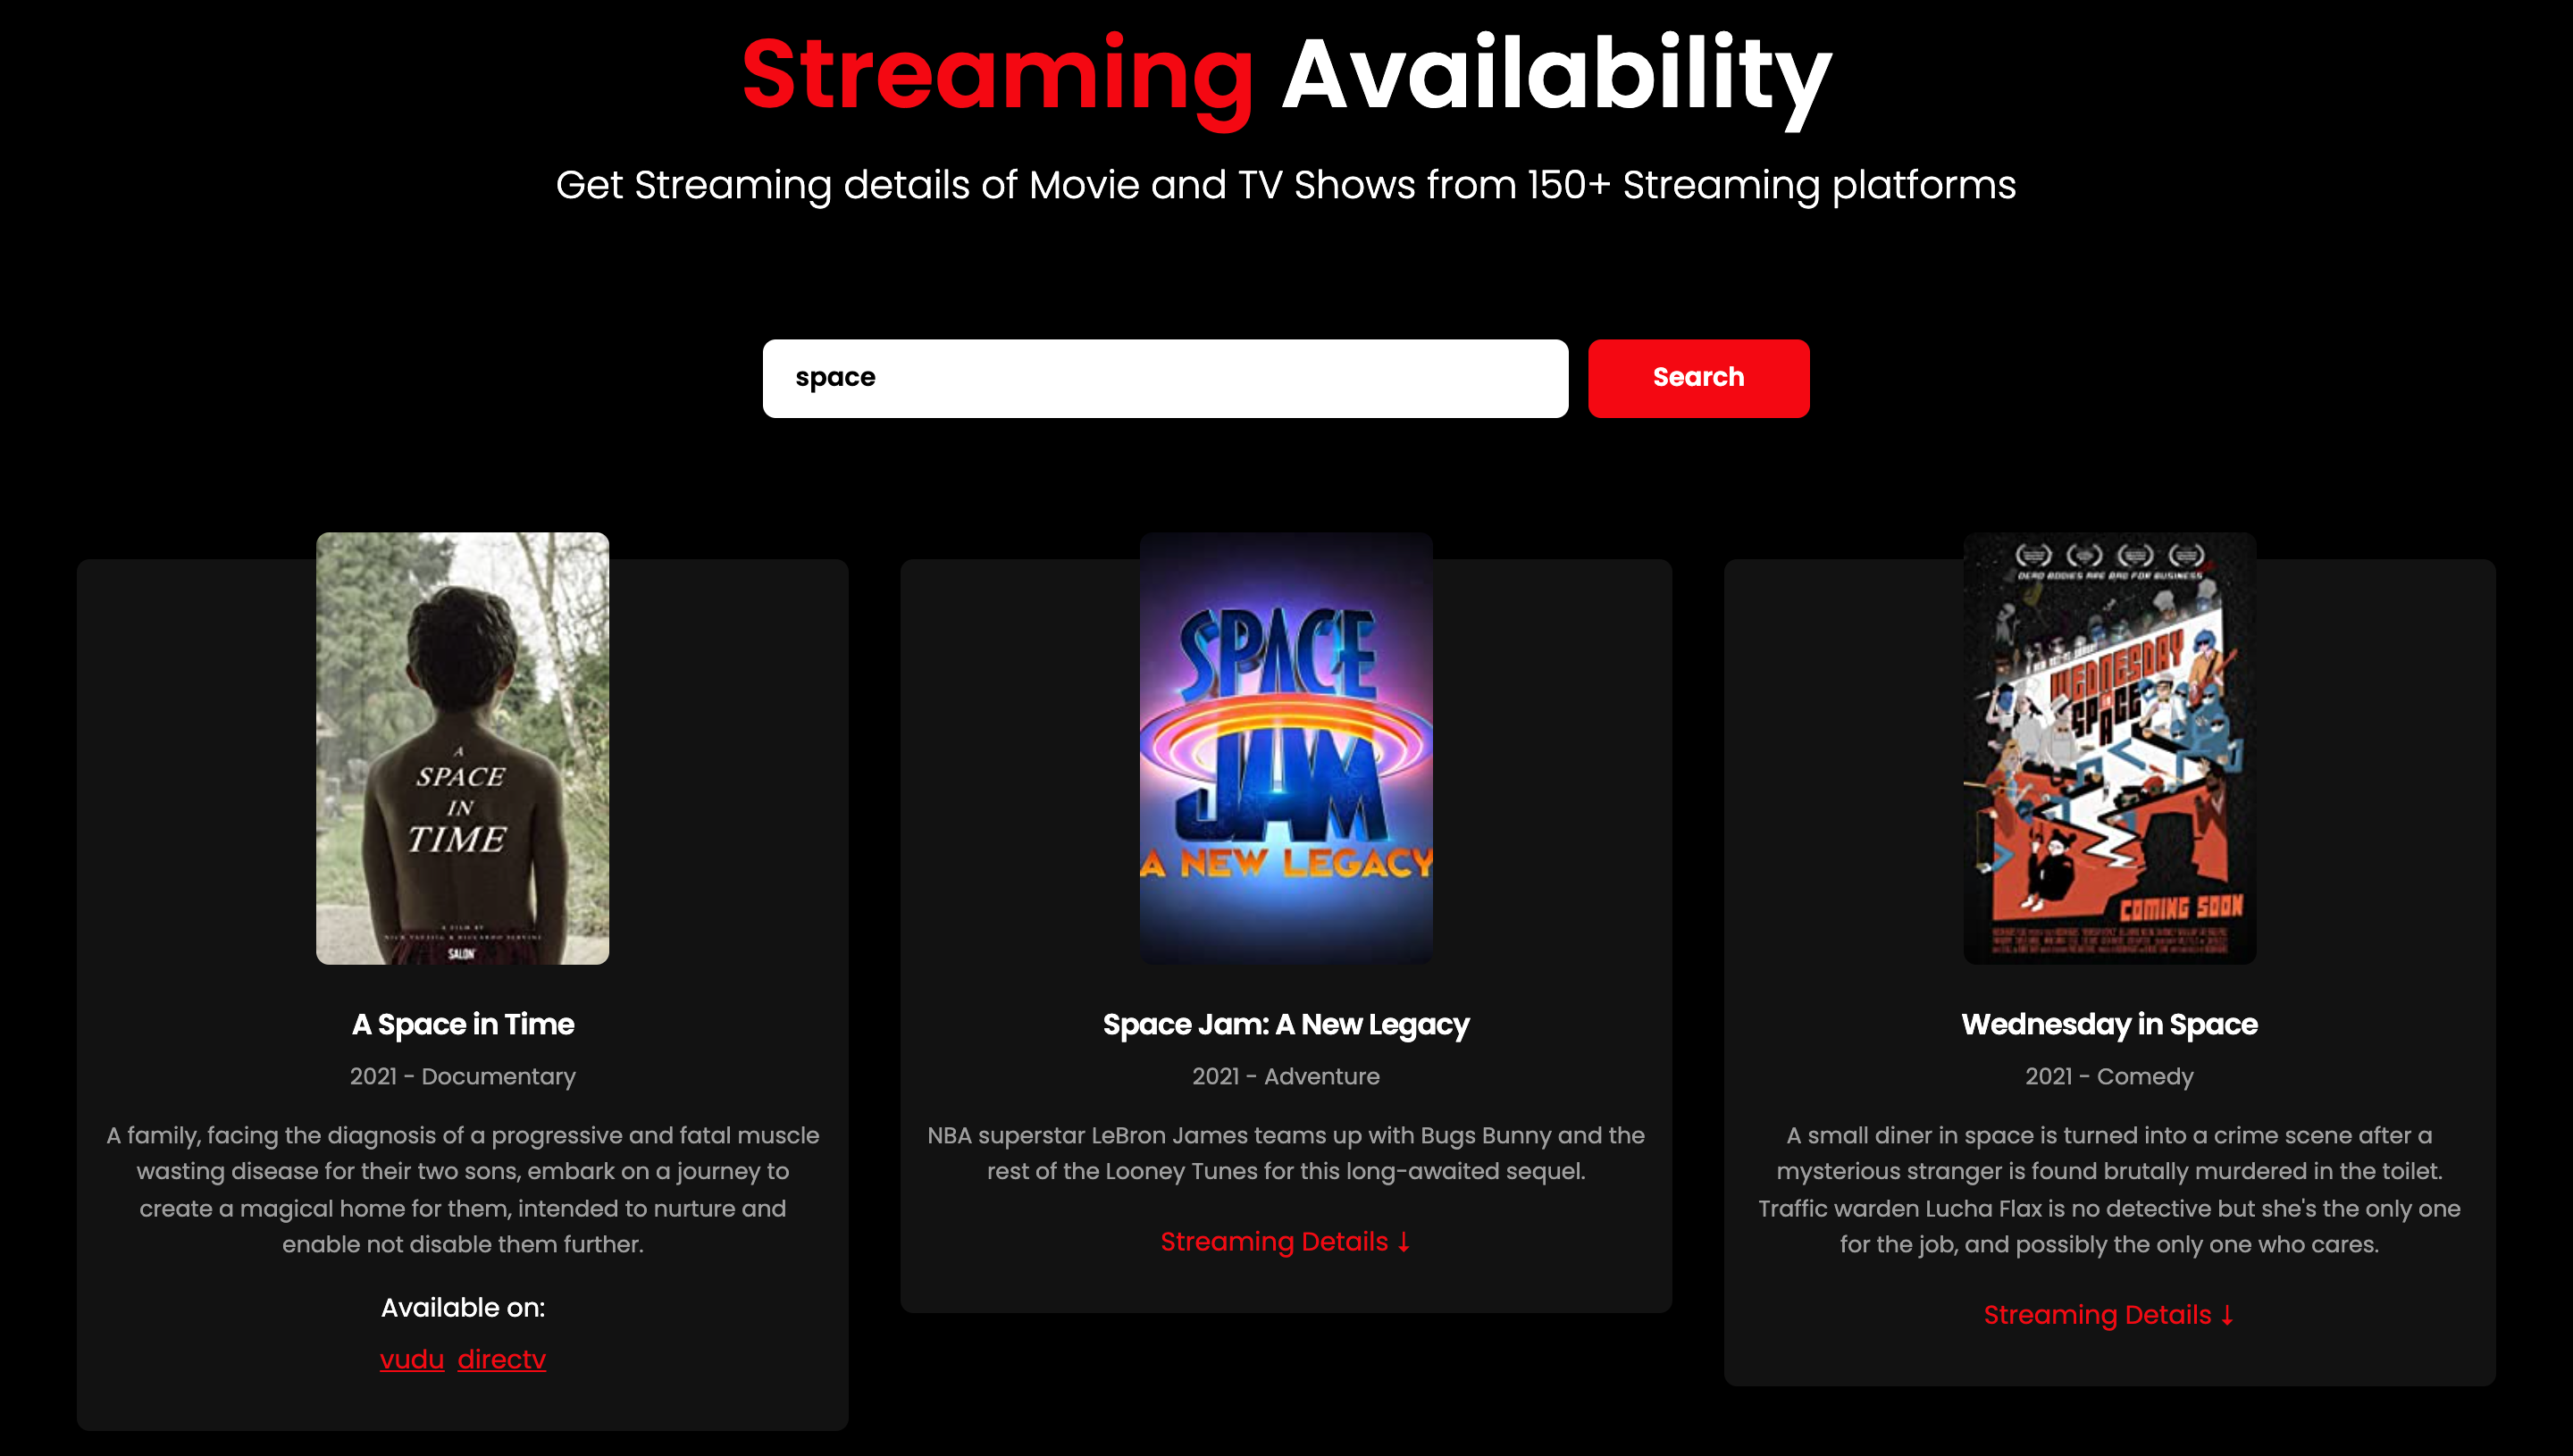 Streaming Availability
Get Streaming details of Movie and TV Shows from 150+ Streaming platforms
space
Search
A
SPACE
IN
TIME
A FILM BY
SALON
A Space in Time
2021 - Documentary
A family, facing the diagnosis of a progressive and fatal muscle
wasting disease for their two sons, embark on a journey to
create a magical home for them, intended to nurture and
enable not disable them further.
Available on:
vudu directv
SPACE
JAM
A NEW LEGACY
Space Jam: A New Legacy
2021 - Adventure
NBA superstar LeBron James teams up with Bugs Bunny and the
rest of the Looney Tunes for this long-awaited sequel.
Streaming Details ↓
DEAD BODIES ARE BAD FOR BUSINESS
WEDNESDAY
IN
SPACE
COMING SOON
Wednesday in Space
2021 - Comedy
A small diner in space is turned into a crime scene after a
mysterious stranger is found brutally murdered in the toilet.
Traffic warden Lucha Flax is no detective but she's the only one
for the job, and possibly the only one who cares.
Streaming Details ↓